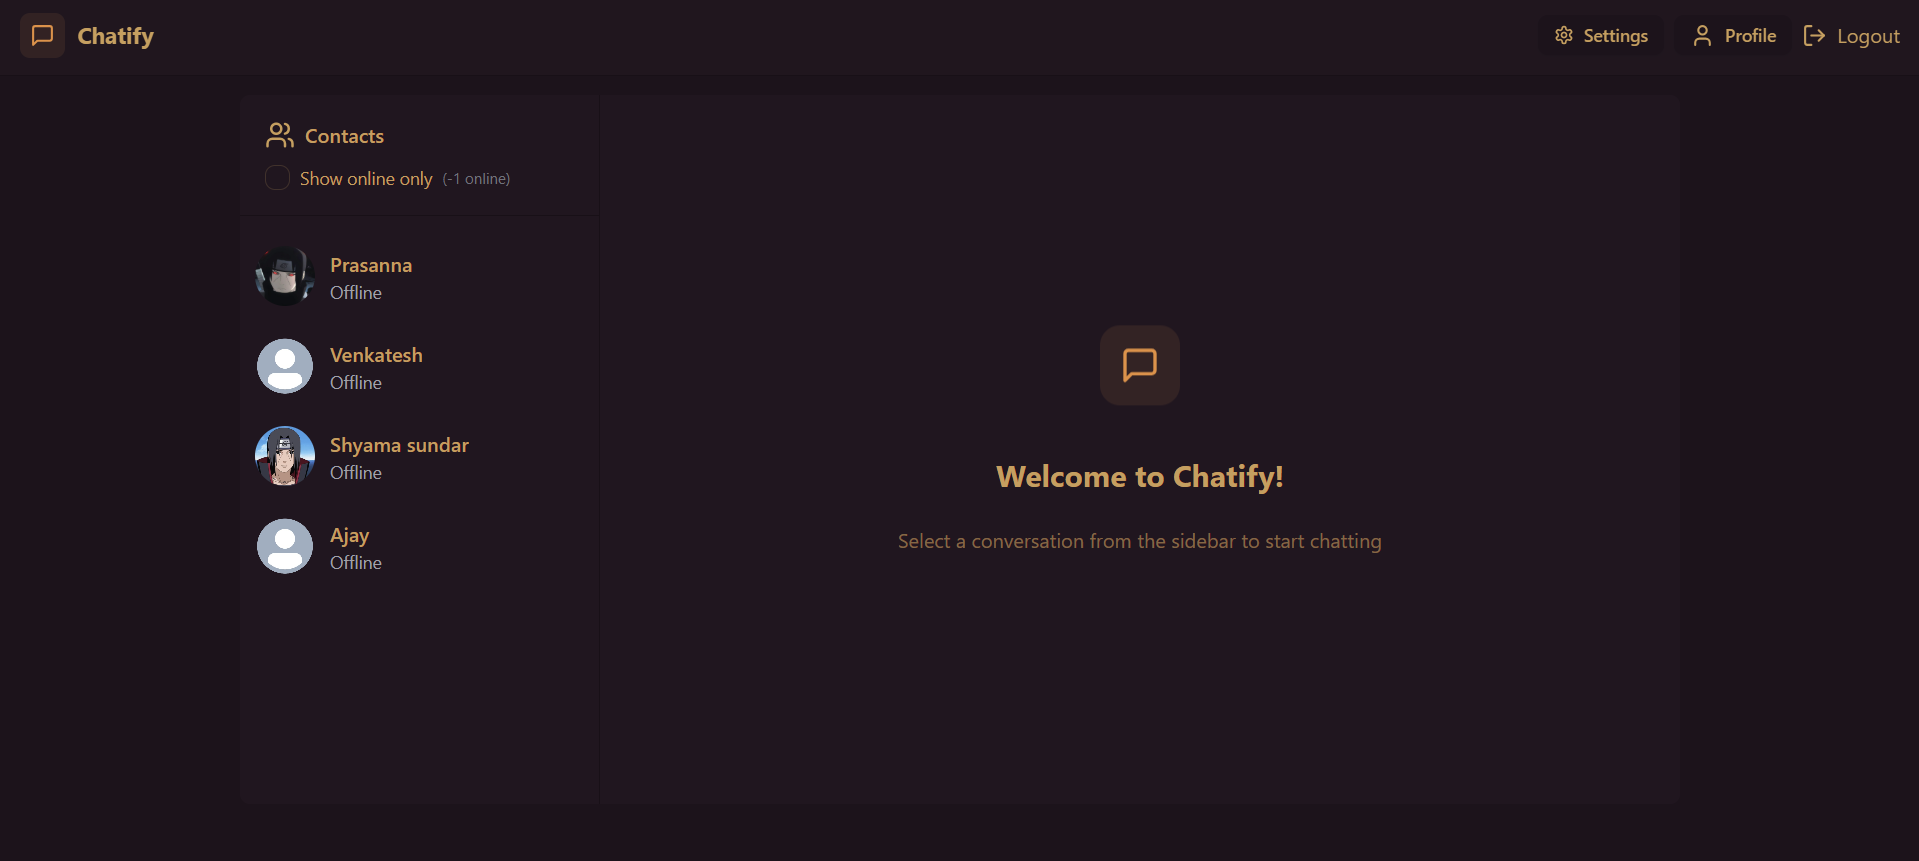 Chatify
Settings
Profile
Logout
Contacts
Show online only (-1 online)
Prasanna
Offline
Venkatesh
Offline
Shyama sundar
Offline
Ajay
Offline
Welcome to Chatify!
Select a conversation from the sidebar to start chatting